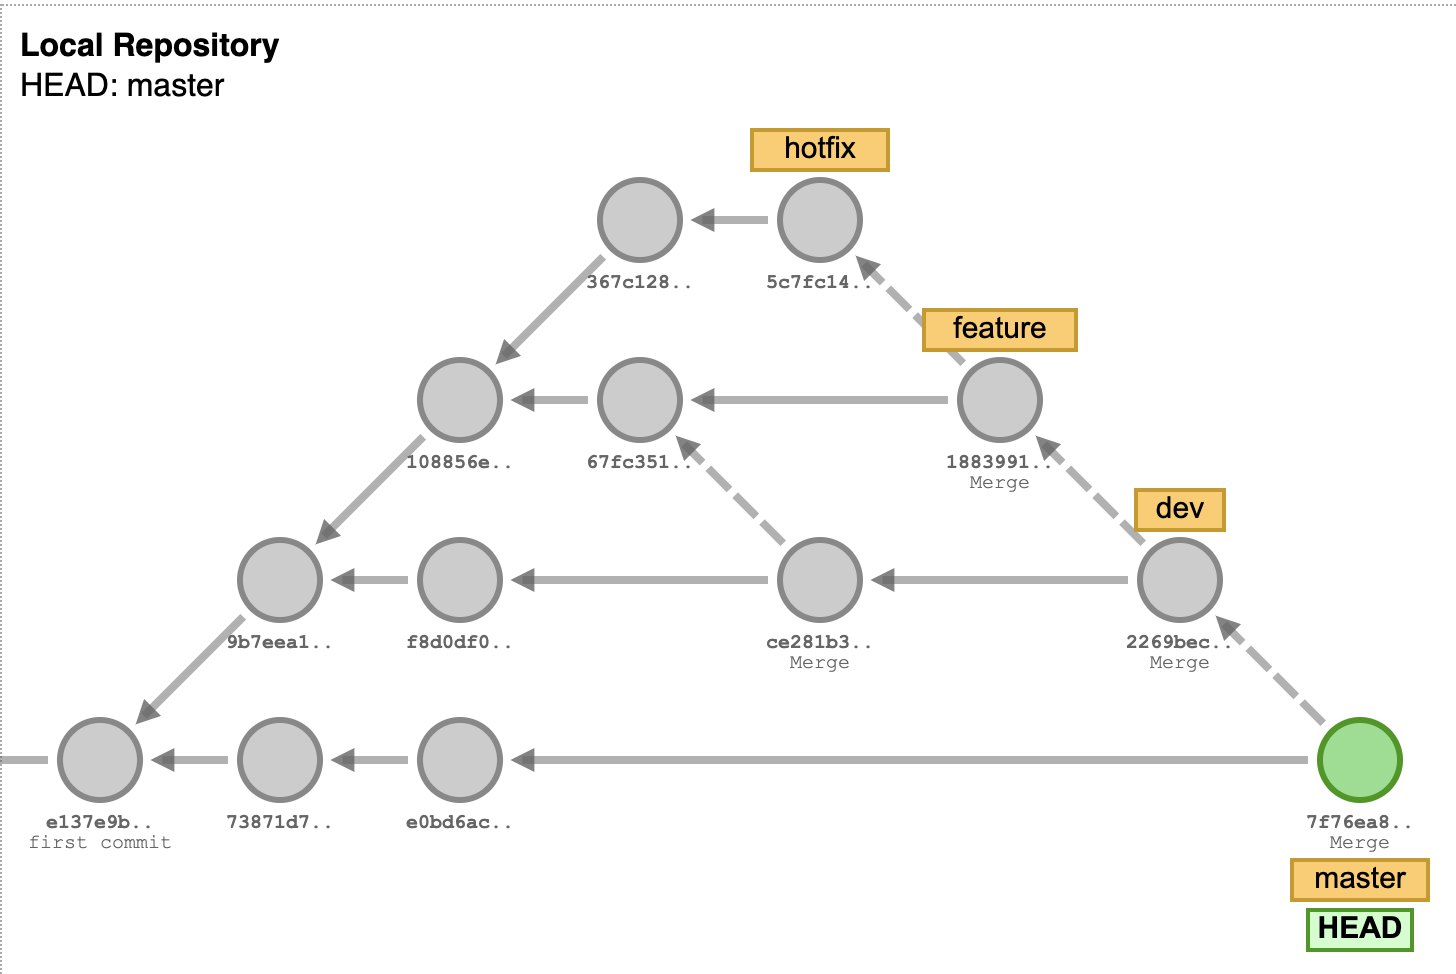 Local Repository
HEAD: master
hotfix
367c128..
5c7fc14..
feature
108856e..
67fc351..
1883991..
Merge
dev
9b7eea1..
f8d0df0..
ce281b3..
Merge
2269bec..
Merge
e137e9b..
first commit
73871d7..
e0bd6ac..
7f76ea8..
Merge
master
HEAD